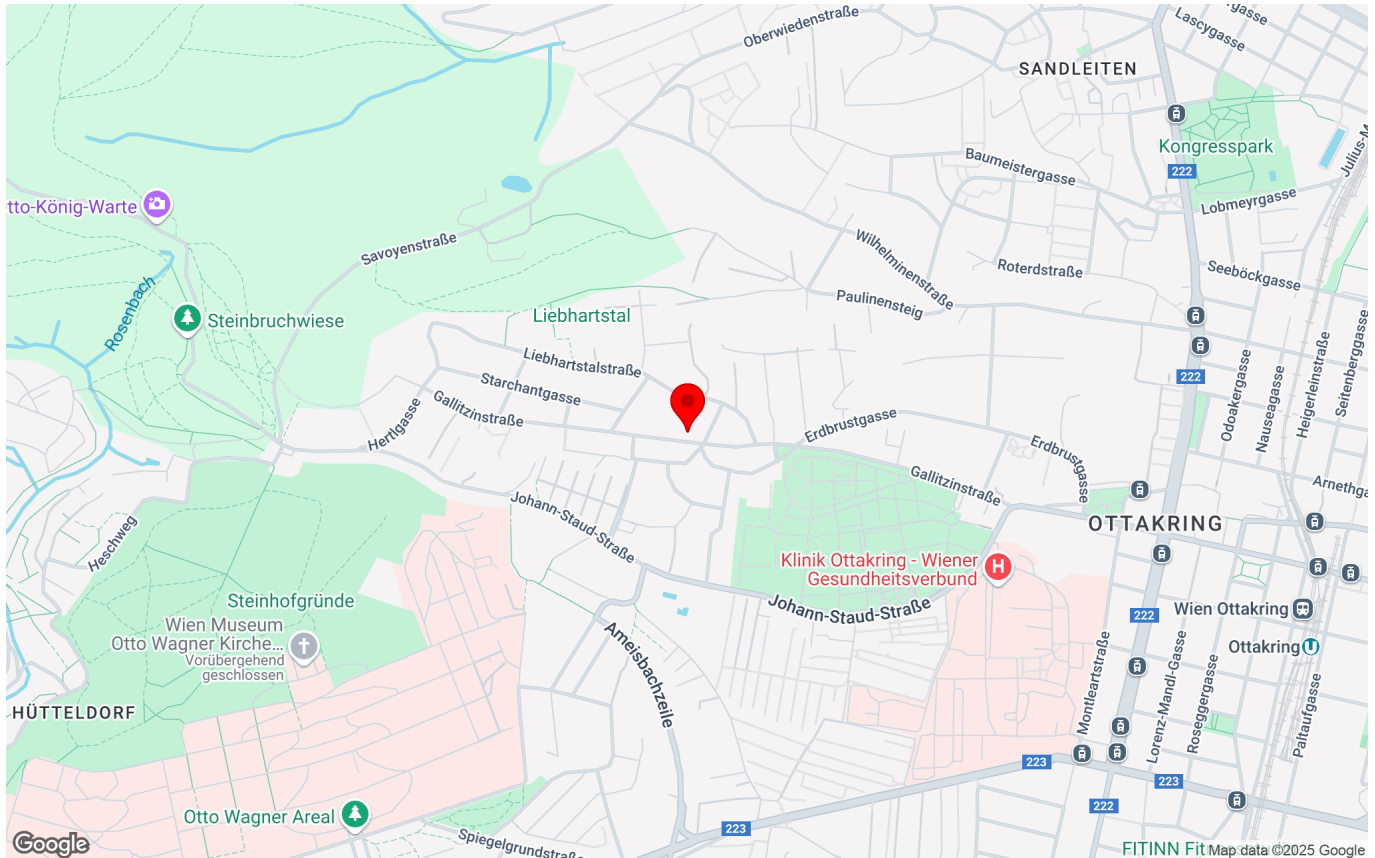 Oberwiedenstraße
Lascygasse
SANDLEITEN
Kongresspark
222
Baumeistergasse
Lobmeyrgasse
tto-König-Warte
Savoyenstraße
Wilhelminenstraße
Roterdstraße
Seeböckgasse
Rosenbach
Steinbruchwiese
Liebhartstal
Paulinensteig
Liebhartstalstraße
Starchantgasse
Gallitzinstraße
Hertlgasse
222
Odoakergasse
Nauseagasse
Heigerleinstraße
Seitenberggasse
Erdbrustgasse
Erdbrustgasse
Gallitzinstraße
Arnethga
OTTAKRING
Johann-Staud-Straße
Heschweg
Klinik Ottakring - Wiener
Gesundheitsverbund
Johann-Staud-Straße
Steinhofgründe
Wien Museum
Otto Wagner Kirche...
Vorübergehend
geschlossen
Wien Ottakring
222
Ottakring
Ameisbachzeile
Montleartstraße
Lorenz-Mandl-Gasse
Roseggergasse
Paltaufgasse
HÜTTELDORF
223
223
222
223
Otto Wagner Areal
Spiegelgrundstraße
Google
FITINN Fit
Map data ©2025 Google